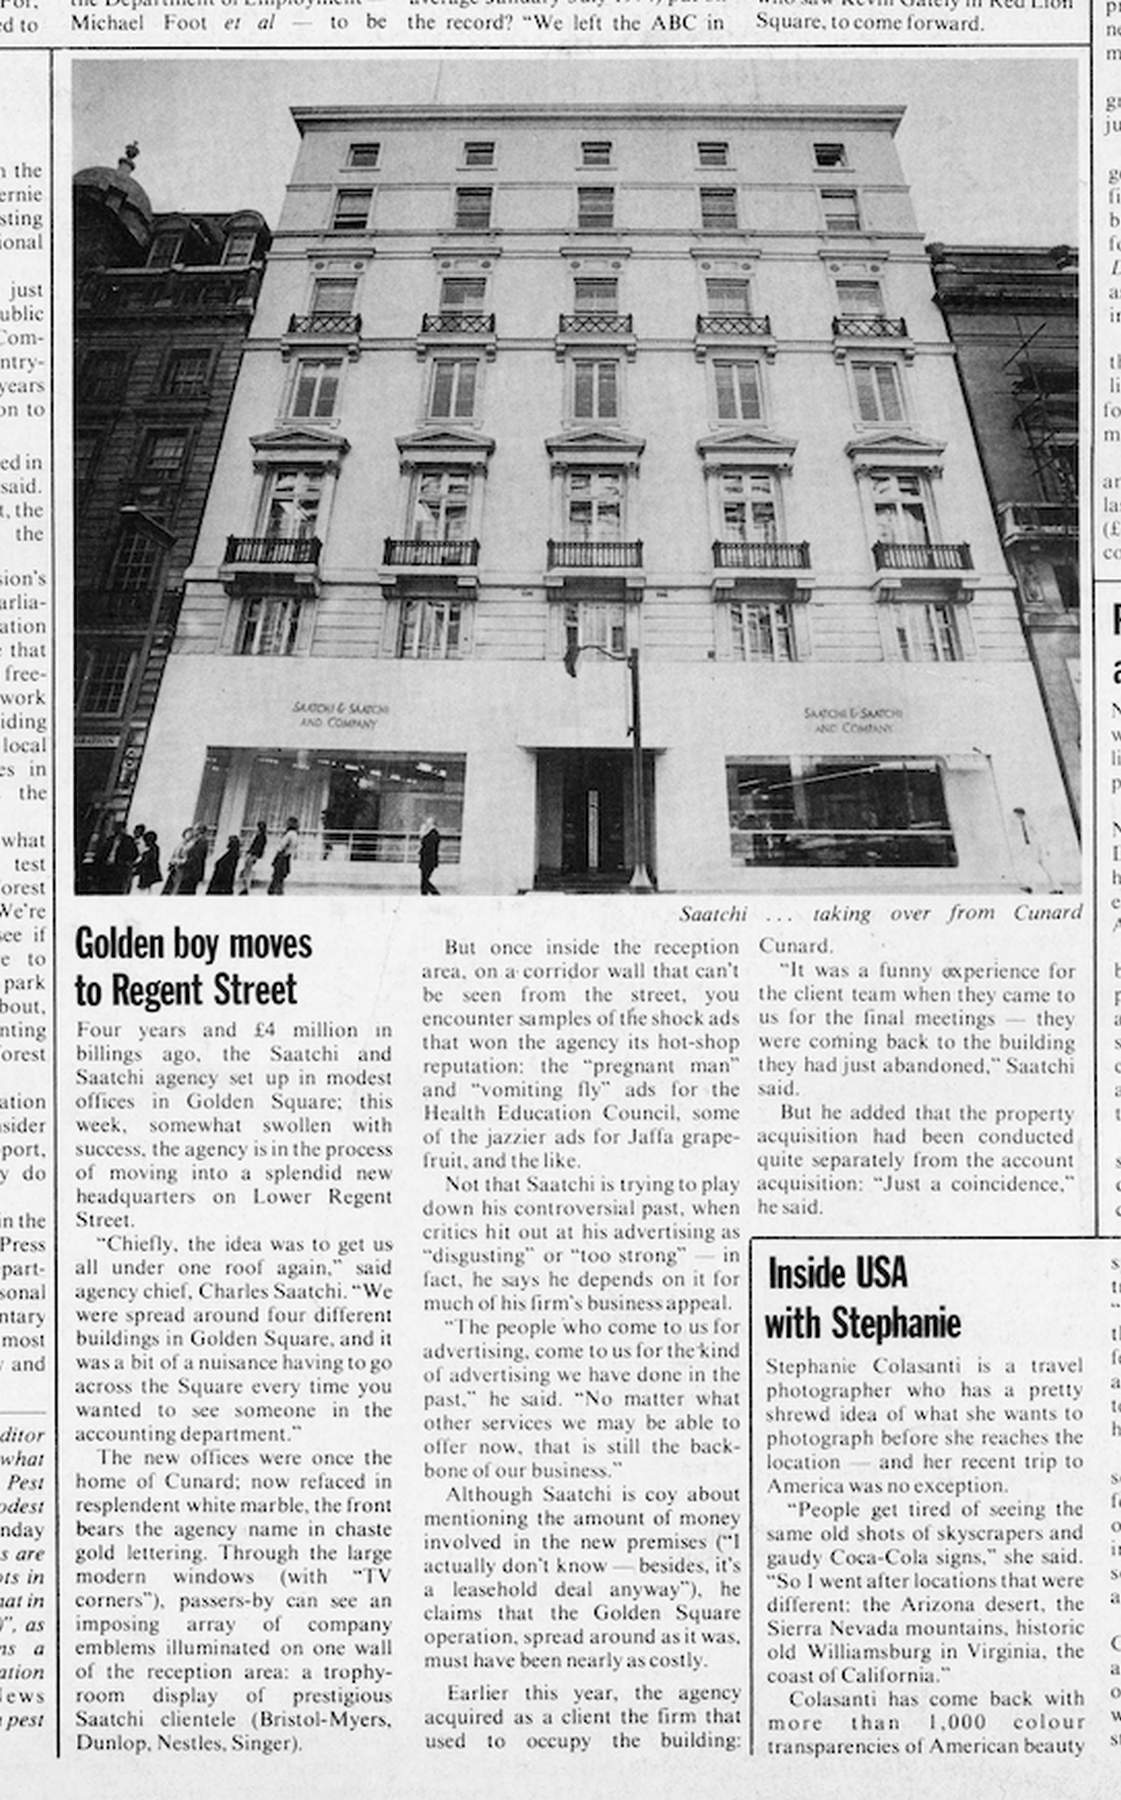 Michael Foot et al — to be
the record? “We left the ABC in
Square, to come forward.
SAATCHI & SAATCHI
AND COMPANY
SAATCHI & SAATCHI
AND COMPANY
Saatchi ... taking over from Cunard
Golden boy moves
to Regent Street
Four years and £4 million in
billings ago, the Saatchi and
Saatchi agency set up in modest
offices in Golden Square; this
week, somewhat swollen with
success, the agency is in the process
of moving into a splendid new
headquarters on Lower Regent
Street.
“Chiefly, the idea was to get us
all under one roof again,” said
agency chief, Charles Saatchi. “We
were spread around four different
buildings in Golden Square, and it
was a bit of a nuisance having to go
across the Square every time you
wanted to see someone in the
accounting department.”
The new offices were once the
home of Cunard; now refaced in
resplendent white marble, the front
bears the agency name in chaste
gold lettering. Through the large
modern windows (with “TV
corners”), passers-by can see an
imposing array of company
emblems illuminated on one wall
of the reception area: a trophy-
room display of prestigious
Saatchi clientele (Bristol-Myers,
Dunlop, Nestles, Singer).
But once inside the reception
area, on a corridor wall that can't
be seen from the street, you
encounter samples of the shock ads
that won the agency its hot-shop
reputation: the “pregnant man”
and “vomiting fly” ads for the
Health Education Council, some
of the jazzier ads for Jaffa grape-
fruit, and the like.
Not that Saatchi is trying to play
down his controversial past, when
critics hit out at his advertising as
“disgusting” or “too strong” — in
fact, he says he depends on it for
much of his firm's business appeal.
“The people who come to us for
advertising, come to us for the kind
of advertising we have done in the
past,” he said. “No matter what
other services we may be able to
offer now, that is still the back-
bone of our business.”
Although Saatchi is coy about
mentioning the amount of money
involved in the new premises (“I
actually don't know — besides, it's
a leasehold deal anyway”), he
claims that the Golden Square
operation, spread around as it was,
must have been nearly as costly.
Earlier this year, the agency
acquired as a client the firm that
used to occupy the building:
Cunard.
“It was a funny experience for
the client team when they came to
us for the final meetings — they
were coming back to the building
they had just abandoned,” Saatchi
said.
But he added that the property
acquisition had been conducted
quite separately from the account
acquisition: “Just a coincidence,”
he said.
Inside USA
with Stephanie
Stephanie Colasanti is a travel
photographer who has a pretty
shrewd idea of what she wants to
photograph before she reaches the
location — and her recent trip to
America was no exception.
“People get tired of seeing the
same old shots of skyscrapers and
gaudy Coca-Cola signs,” she said.
“So I went after locations that were
different: the Arizona desert, the
Sierra Nevada mountains, historic
old Williamsburg in Virginia, the
coast of California.”
Colasanti has come back with
more than 1,000 colour
transparencies of American beauty